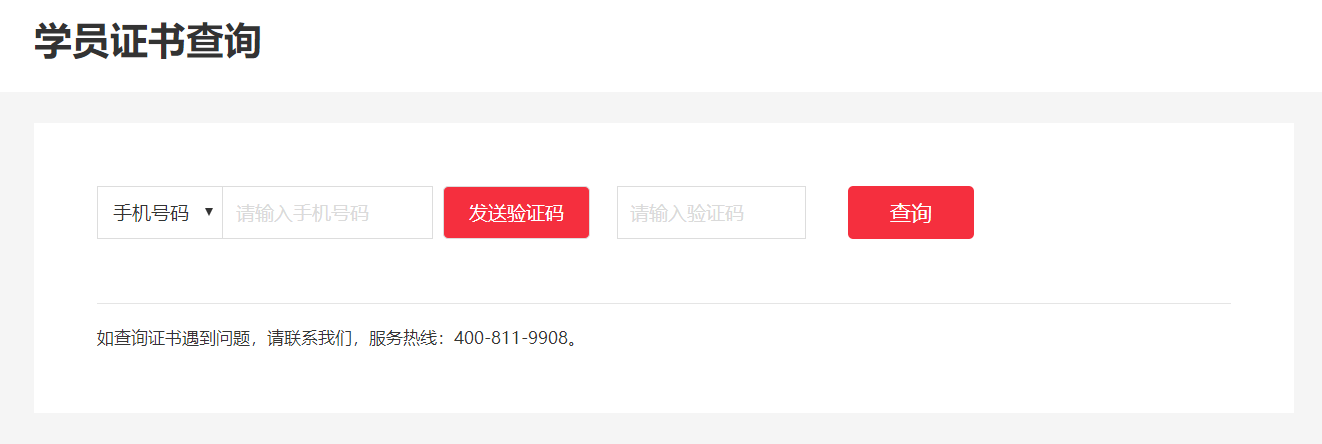 学员证书查询
手机号码 ▼ 请输入手机号码 发送验证码 请输入验证码 查询
如查询证书遇到问题，请联系我们，服务热线：400-811-9908。